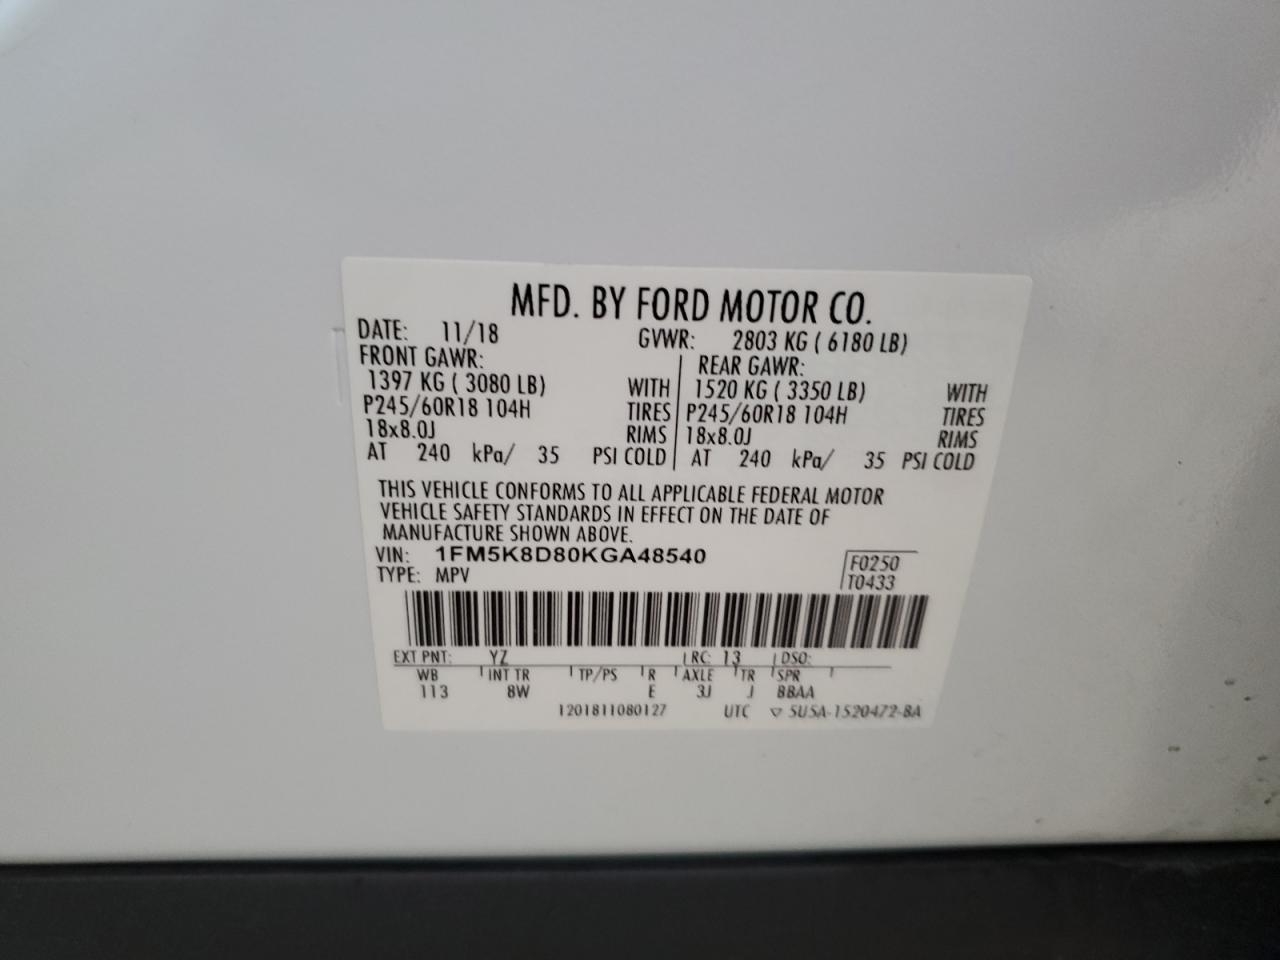 MFD. BY FORD MOTOR CO.
DATE: 11/18 GVWR: 2803 KG ( 6180 LB)
FRONT GAWR: REAR GAWR:
1397 KG ( 3080 LB) WITH 1520 KG ( 3350 LB) WITH
P245/60R18 104H TIRES P245/60R18 104H TIRES
18x8.0J RIMS 18x8.0J RIMS
AT 240 kPa/ 35 PSI COLD AT 240 kPa/ 35 PSI COLD
THIS VEHICLE CONFORMS TO ALL APPLICABLE FEDERAL MOTOR
VEHICLE SAFETY STANDARDS IN EFFECT ON THE DATE OF
MANUFACTURE SHOWN ABOVE.
VIN: 1FM5K8D80KGA48540 F0250
TYPE: MPV T0433
EXT PNT: YZ RC: 13 DSO:
WB INT TR TP/PS R AXLE TR SPR
113 8W E 3J J BBAA
1201811080127 UTC ▽ 5U5A-1520472-BA